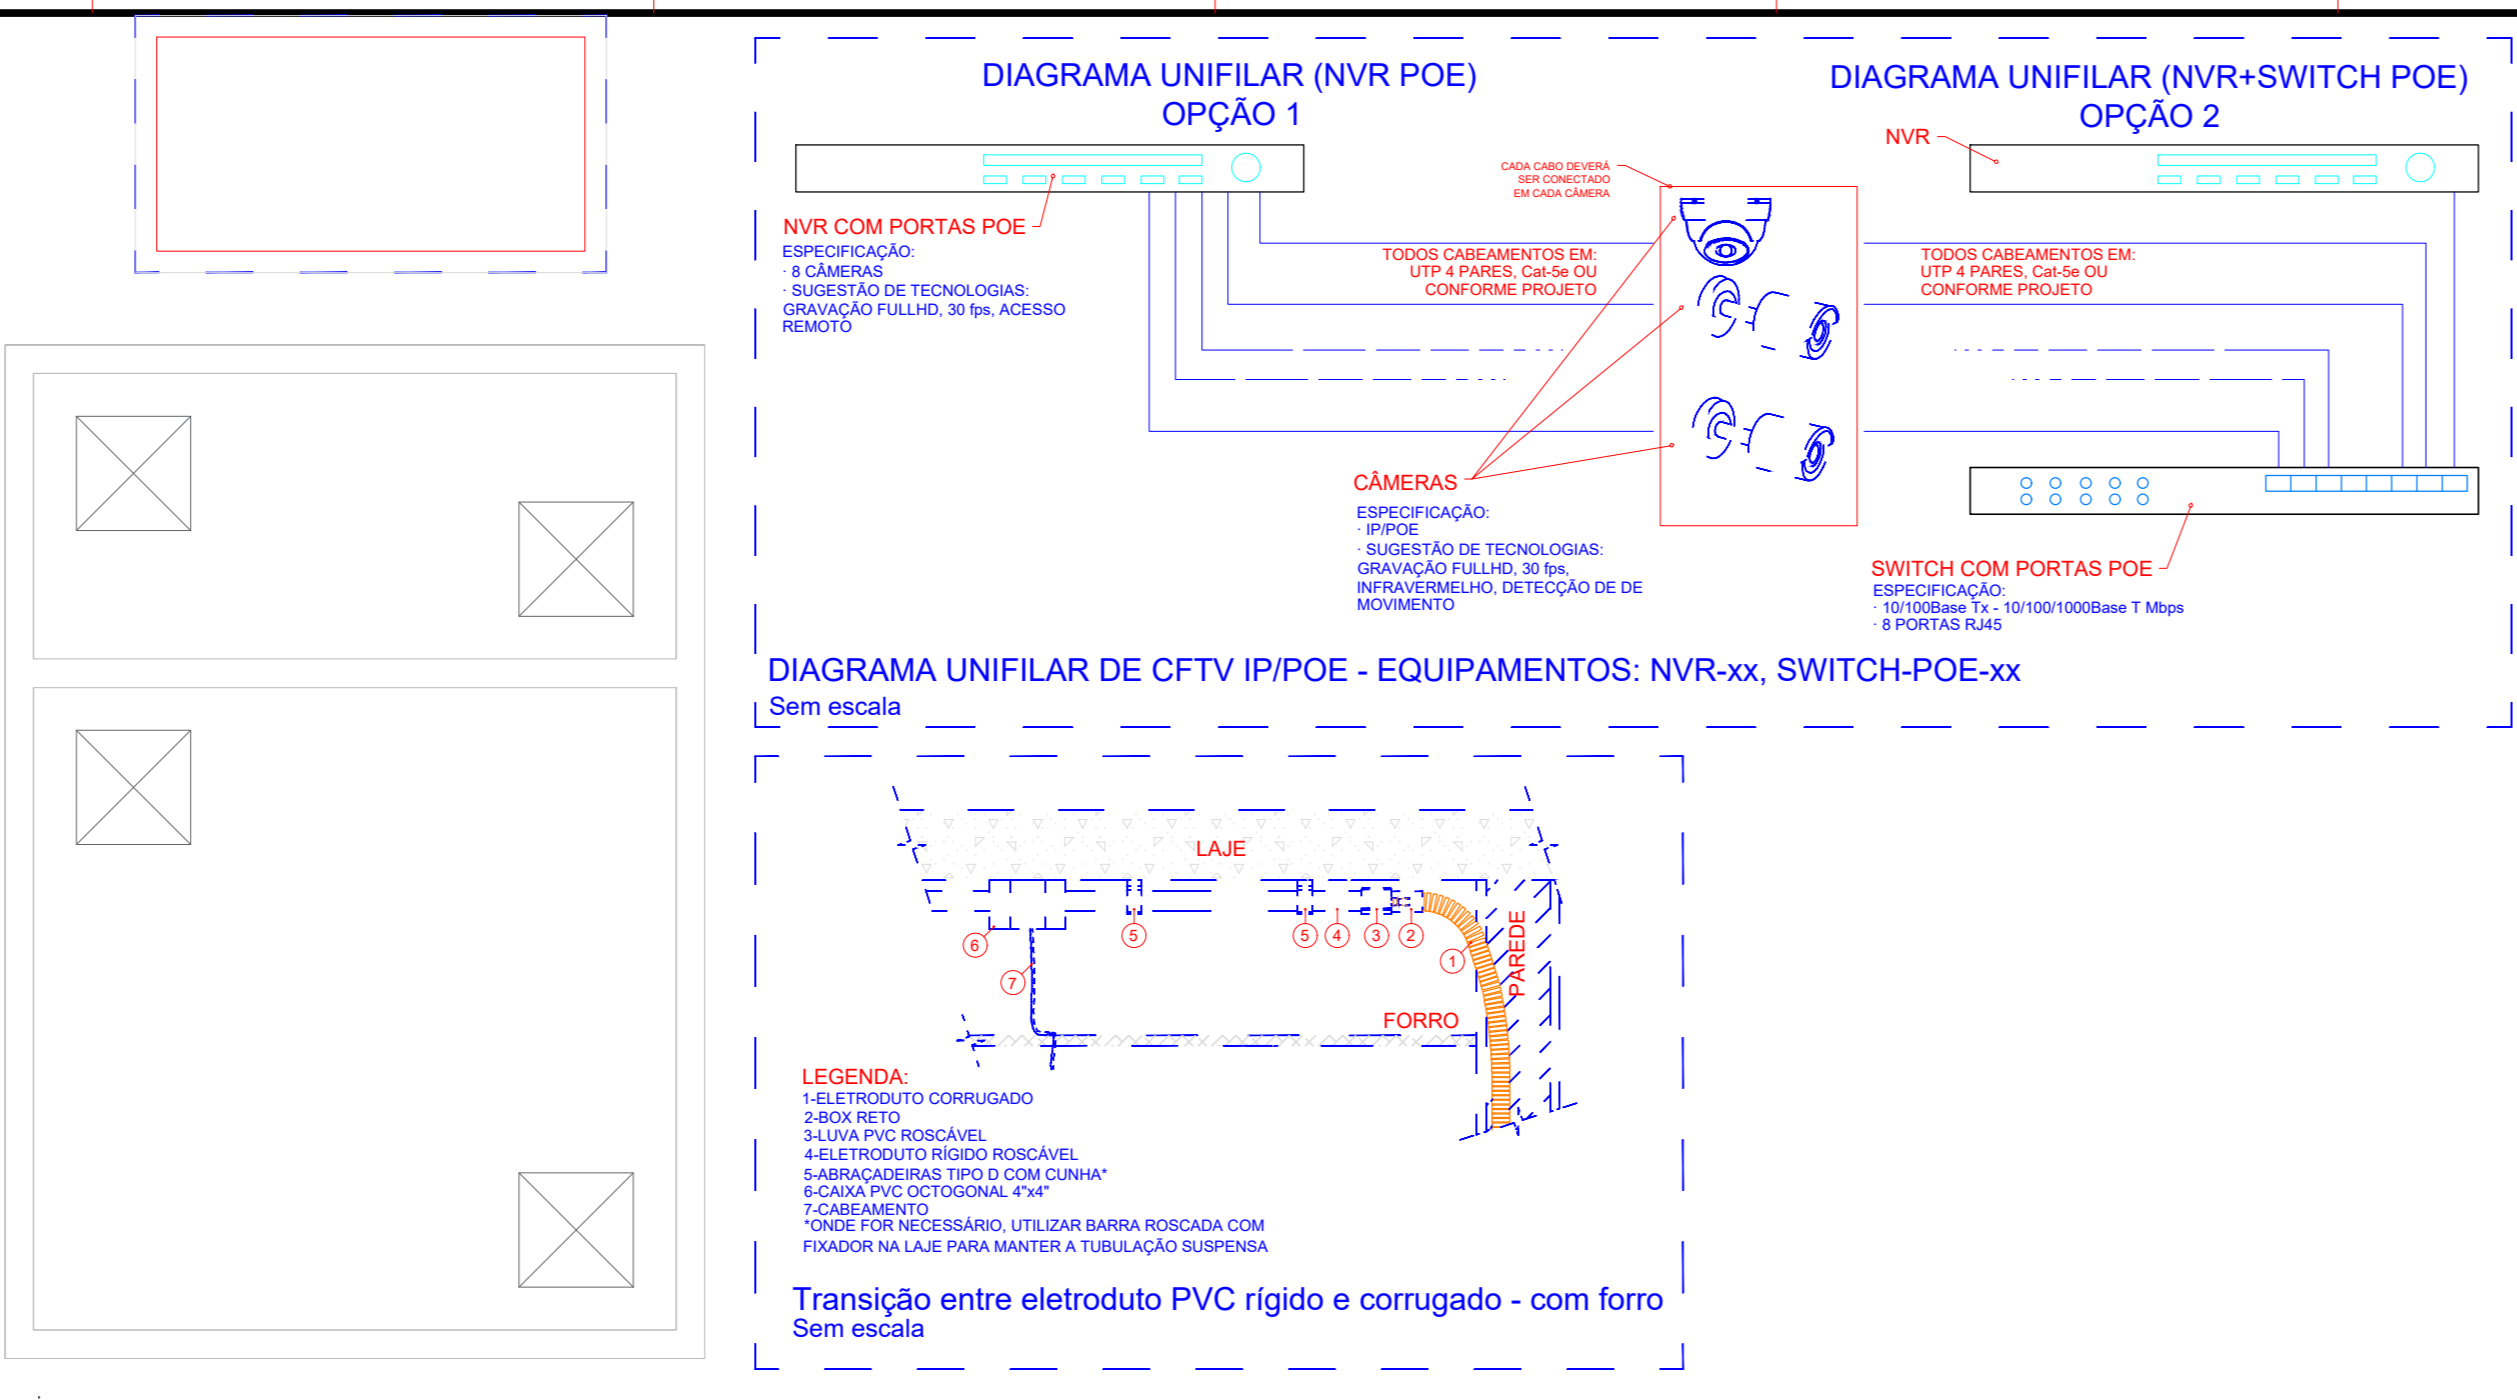 DIAGRAMA UNIFILAR (NVR POE)
OPÇÃO 1
NVR COM PORTAS POE
ESPECIFICAÇÃO:
· 8 CÂMERAS
· SUGESTÃO DE TECNOLOGIAS:
GRAVAÇÃO FULLHD, 30 fps, ACESSO
REMOTO
CADA CABO DEVERÁ
SER CONECTADO
EM CADA CÂMERA
TODOS CABEAMENTOS EM:
UTP 4 PARES, Cat-5e OU
CONFORME PROJETO
CÂMERAS
ESPECIFICAÇÃO:
· IP/POE
· SUGESTÃO DE TECNOLOGIAS:
GRAVAÇÃO FULLHD, 30 fps,
INFRAVERMELHO, DETECÇÃO DE DE
MOVIMENTO
DIAGRAMA UNIFILAR (NVR+SWITCH POE)
OPÇÃO 2
NVR
TODOS CABEAMENTOS EM:
UTP 4 PARES, Cat-5e OU
CONFORME PROJETO
SWITCH COM PORTAS POE
ESPECIFICAÇÃO:
· 10/100Base Tx - 10/100/1000Base T Mbps
· 8 PORTAS RJ45
DIAGRAMA UNIFILAR DE CFTV IP/POE - EQUIPAMENTOS: NVR-xx, SWITCH-POE-xx
Sem escala
LAJE
6
5
5
4
3
2
1
7
PAREDE
FORRO
LEGENDA:
1-ELETRODUTO CORRUGADO
2-BOX RETO
3-LUVA PVC ROSCÁVEL
4-ELETRODUTO RÍGIDO ROSCÁVEL
5-ABRAÇADEIRAS TIPO D COM CUNHA*
6-CAIXA PVC OCTOGONAL 4"x4"
7-CABEAMENTO
*ONDE FOR NECESSÁRIO, UTILIZAR BARRA ROSCADA COM
FIXADOR NA LAJE PARA MANTER A TUBULAÇÃO SUSPENSA
Transição entre eletroduto PVC rígido e corrugado - com forro
Sem escala